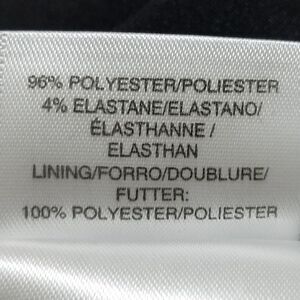 96% POLYESTER/POLIESTER
4% ELASTANE/ELASTANO/
ÉLASTHANNE /
ELASTHAN
LINING/FORRO/DOUBLURE/
FUTTER:
100% POLYESTER/POLIESTER